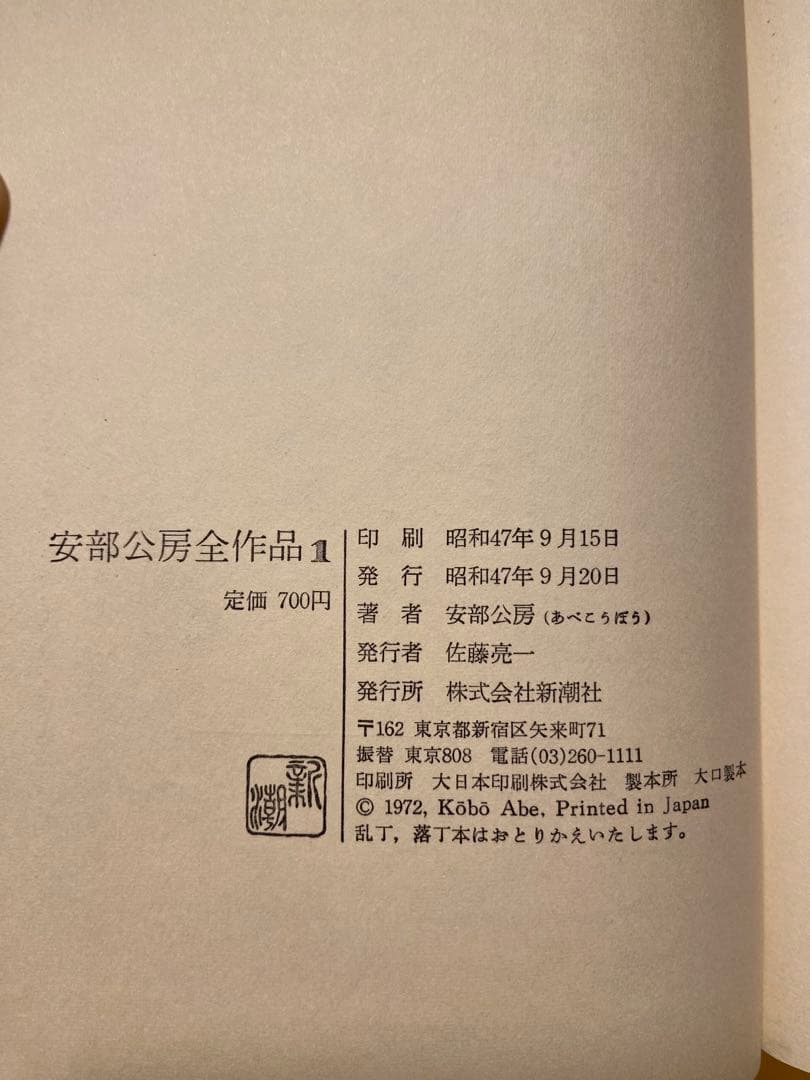 安部公房全作品1
定価 700円
新潮
印 刷 昭和47年9月15日
発 行 昭和47年9月20日
著 者 安部公房 (あべこうぼう)
発行者 佐藤亮一
発行所 株式会社新潮社
〒162 東京都新宿区矢来町71
振替 東京808 電話(03)260-1111
印刷所 大日本印刷株式会社 製本所 大口製本
© 1972, Kōbō Abe, Printed in Japan
乱丁，落丁本はおとりかえいたします。